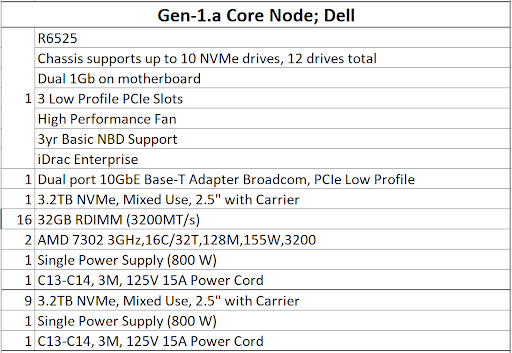 Gen-1.a Core Node; Dell
R6525
Chassis supports up to 10 NVMe drives, 12 drives total
Dual 1Gb on motherboard
1 3 Low Profile PCIe Slots
High Performance Fan
3yr Basic NBD Support
iDrac Enterprise
1 Dual port 10GbE Base-T Adapter Broadcom, PCIe Low Profile
1 3.2TB NVMe, Mixed Use, 2.5" with Carrier
16 32GB RDIMM (3200MT/s)
2 AMD 7302 3GHz,16C/32T,128M,155W,3200
1 Single Power Supply (800 W)
1 C13-C14, 3M, 125V 15A Power Cord
9 3.2TB NVMe, Mixed Use, 2.5" with Carrier
1 Single Power Supply (800 W)
1 C13-C14, 3M, 125V 15A Power Cord